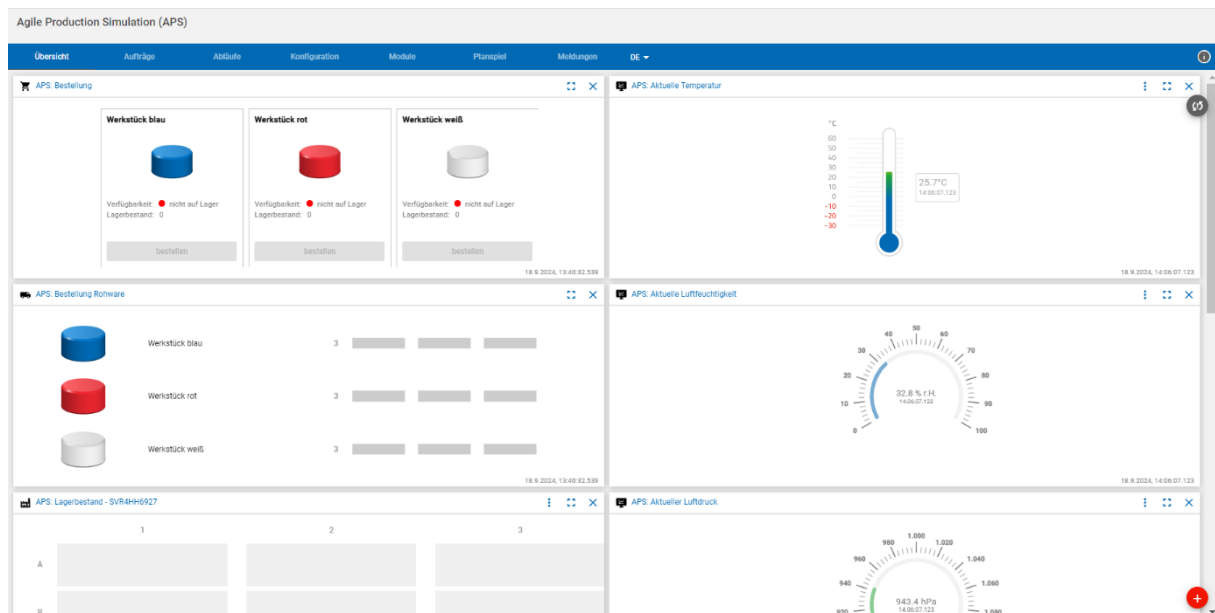 Agile Production Simulation (APS)
Übersicht Aufträge Abläufe Konfiguration Module Planspiel Meldungen DE
APS: Bestellung
Werkstück blau Werkstück rot Werkstück weiß
Verfügbarkeit: nicht auf Lager Verfügbarkeit: nicht auf Lager Verfügbarkeit: nicht auf Lager
Lagerbestand: 0 Lagerbestand: 0 Lagerbestand: 0
bestellen bestellen bestellen
18.9.2024, 13:40:32.539
APS: Aktuelle Temperatur
°C
60
50
40
30
20
10
0
-10
-20
-30
25.7°C
14:06:07.123
18.9.2024, 14:06:07.123
APS: Bestellung Rohware
Werkstück blau 3
Werkstück rot 3
Werkstück weiß 3
18.9.2024, 13:40:32.539
APS: Aktuelle Luftfeuchtigkeit
0 10 20 30 40 50 60 70 80 90 100
32.8 % r.H.
14:06:07.123
18.9.2024, 14:06:07.123
APS: Lagerbestand - SVR4HH6927
1 2 3
A
B
APS: Aktueller Luftdruck
920 940 960 980 1.000 1.020 1.040 1.060 1.080
943.4 hPa
14:06:07.123